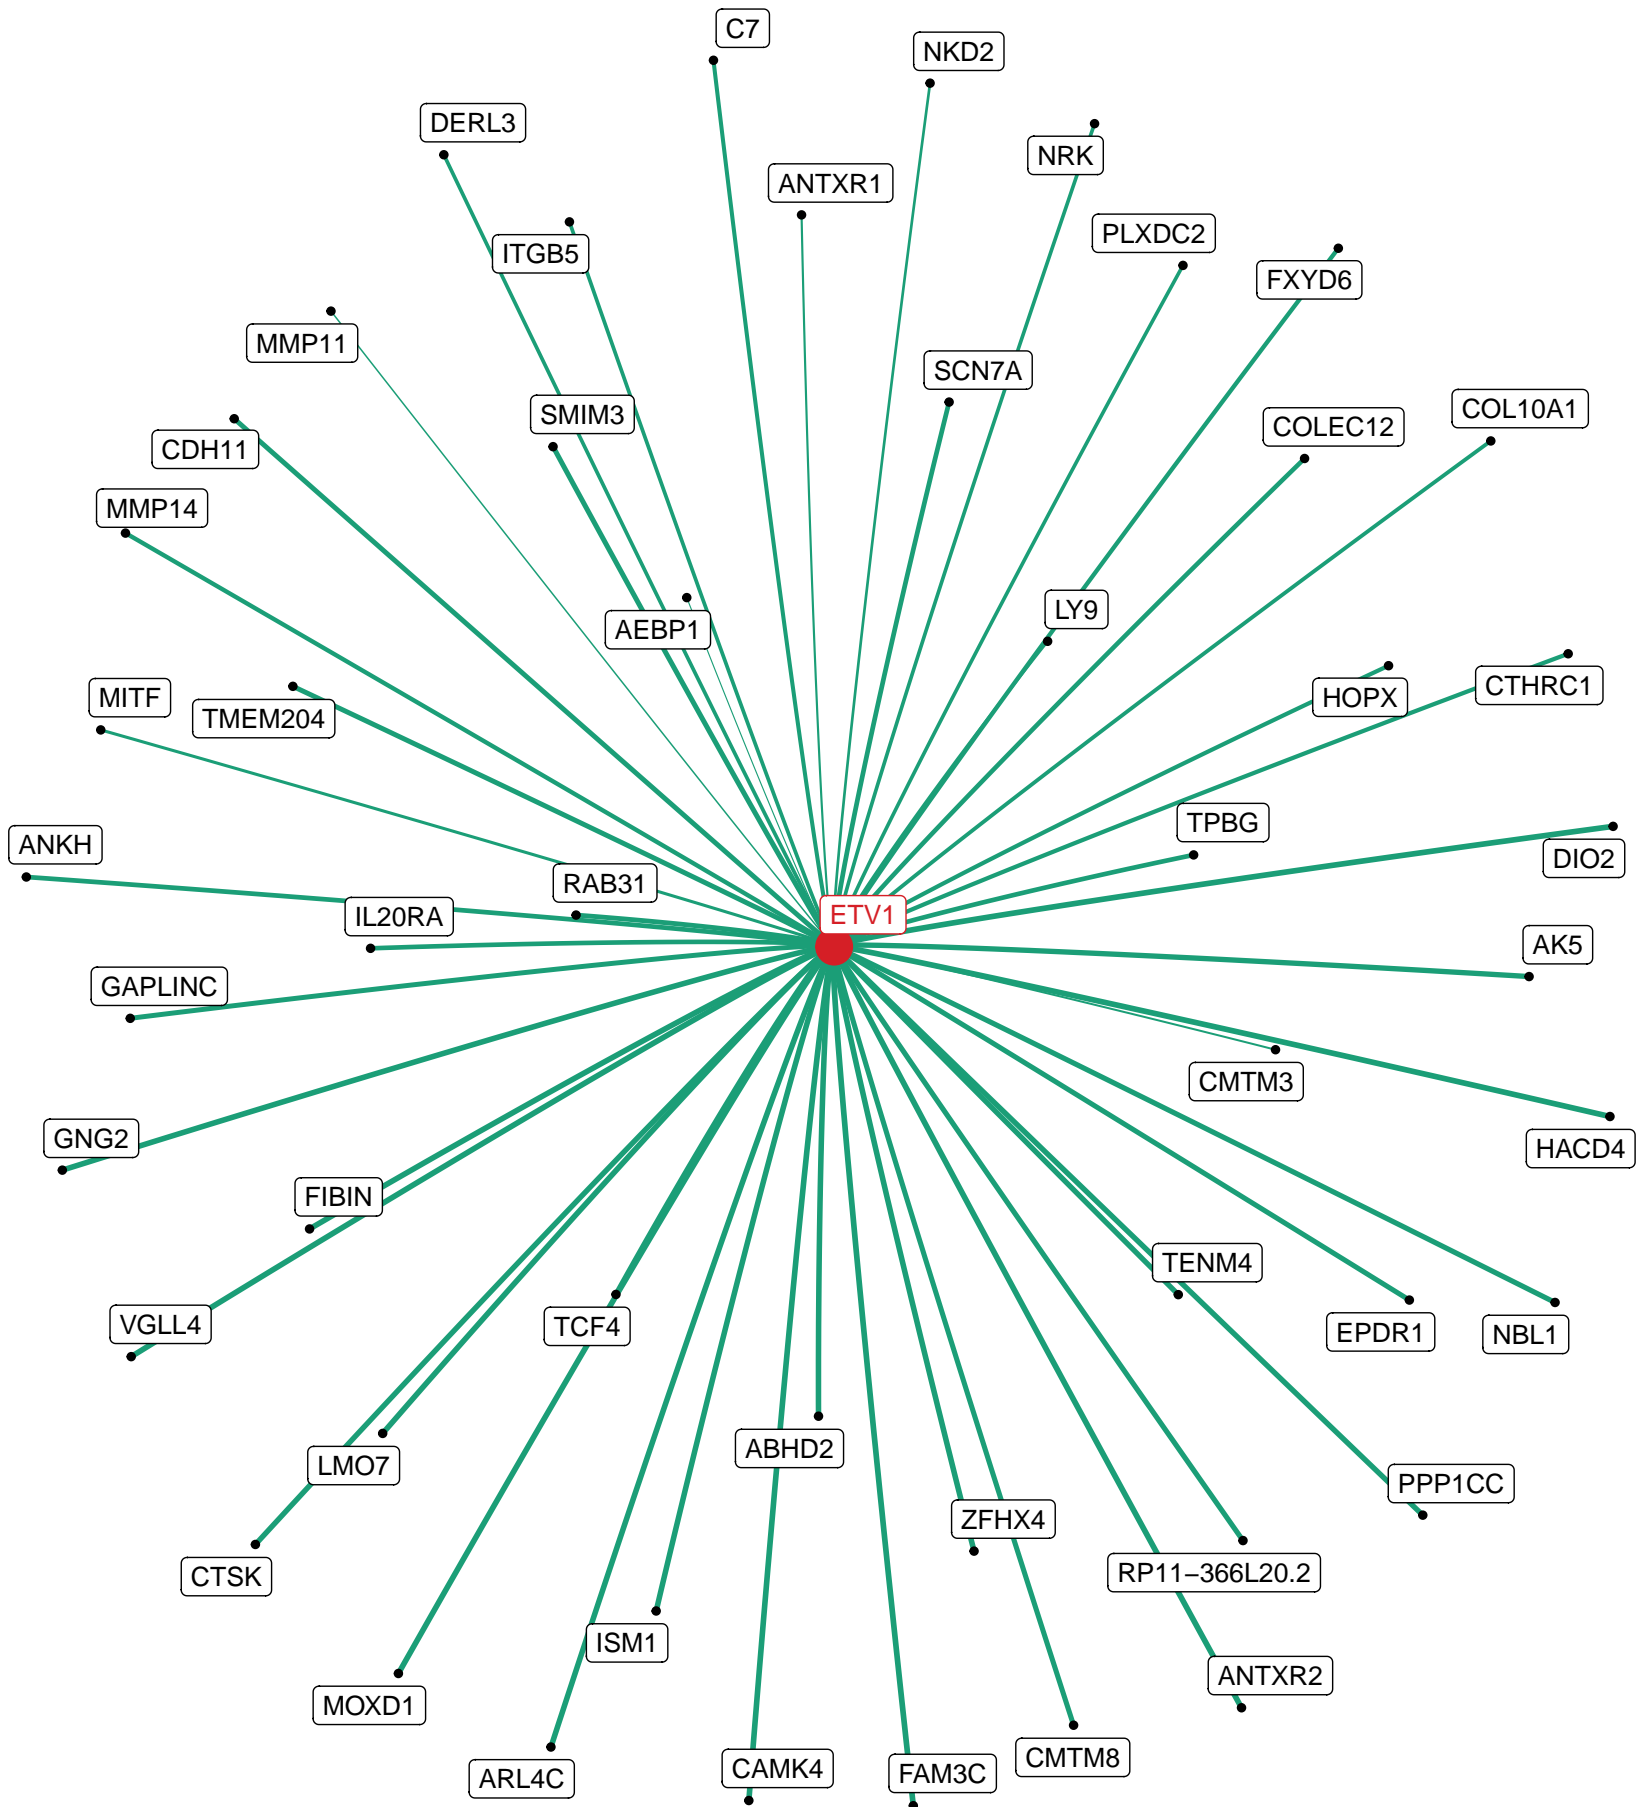 C7
NKD2
DERL3
NRK
ANTXR1
PLXDC2
ITGB5
FXYD6
MMP11
SCN7A
COL10A1
SMIM3
COLEC12
CDH11
MMP14
LY9
AEBP1
CTHRC1
HOPX
MITF
TMEM204
TPBG
ANKH
DIO2
RAB31
IL20RA
ETV1
AK5
GAPLINC
CMTM3
GNG2
HACD4
FIBIN
TENM4
VGLL4
TCF4
EPDR1
NBL1
ABHD2
LMO7
PPP1CC
ZFHX4
RP11−366L20.2
CTSK
ISM1
ANTXR2
MOXD1
CMTM8
CAMK4
FAM3C
ARL4C